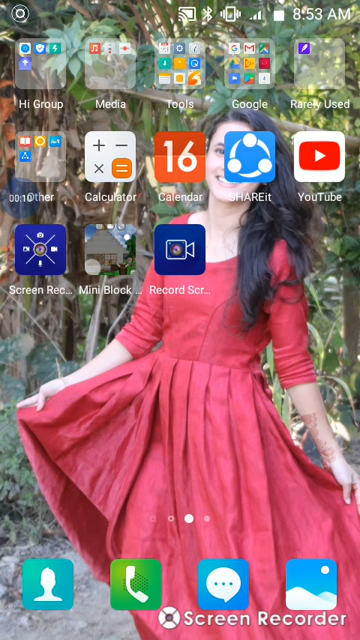 8:53 AM
Hi Group Media Tools Google Rarely Used
16
00:10 Other Calculator Calendar SHAREit YouTube
Screen Rec... Mini Block ... Record Scr...
Screen Recorder